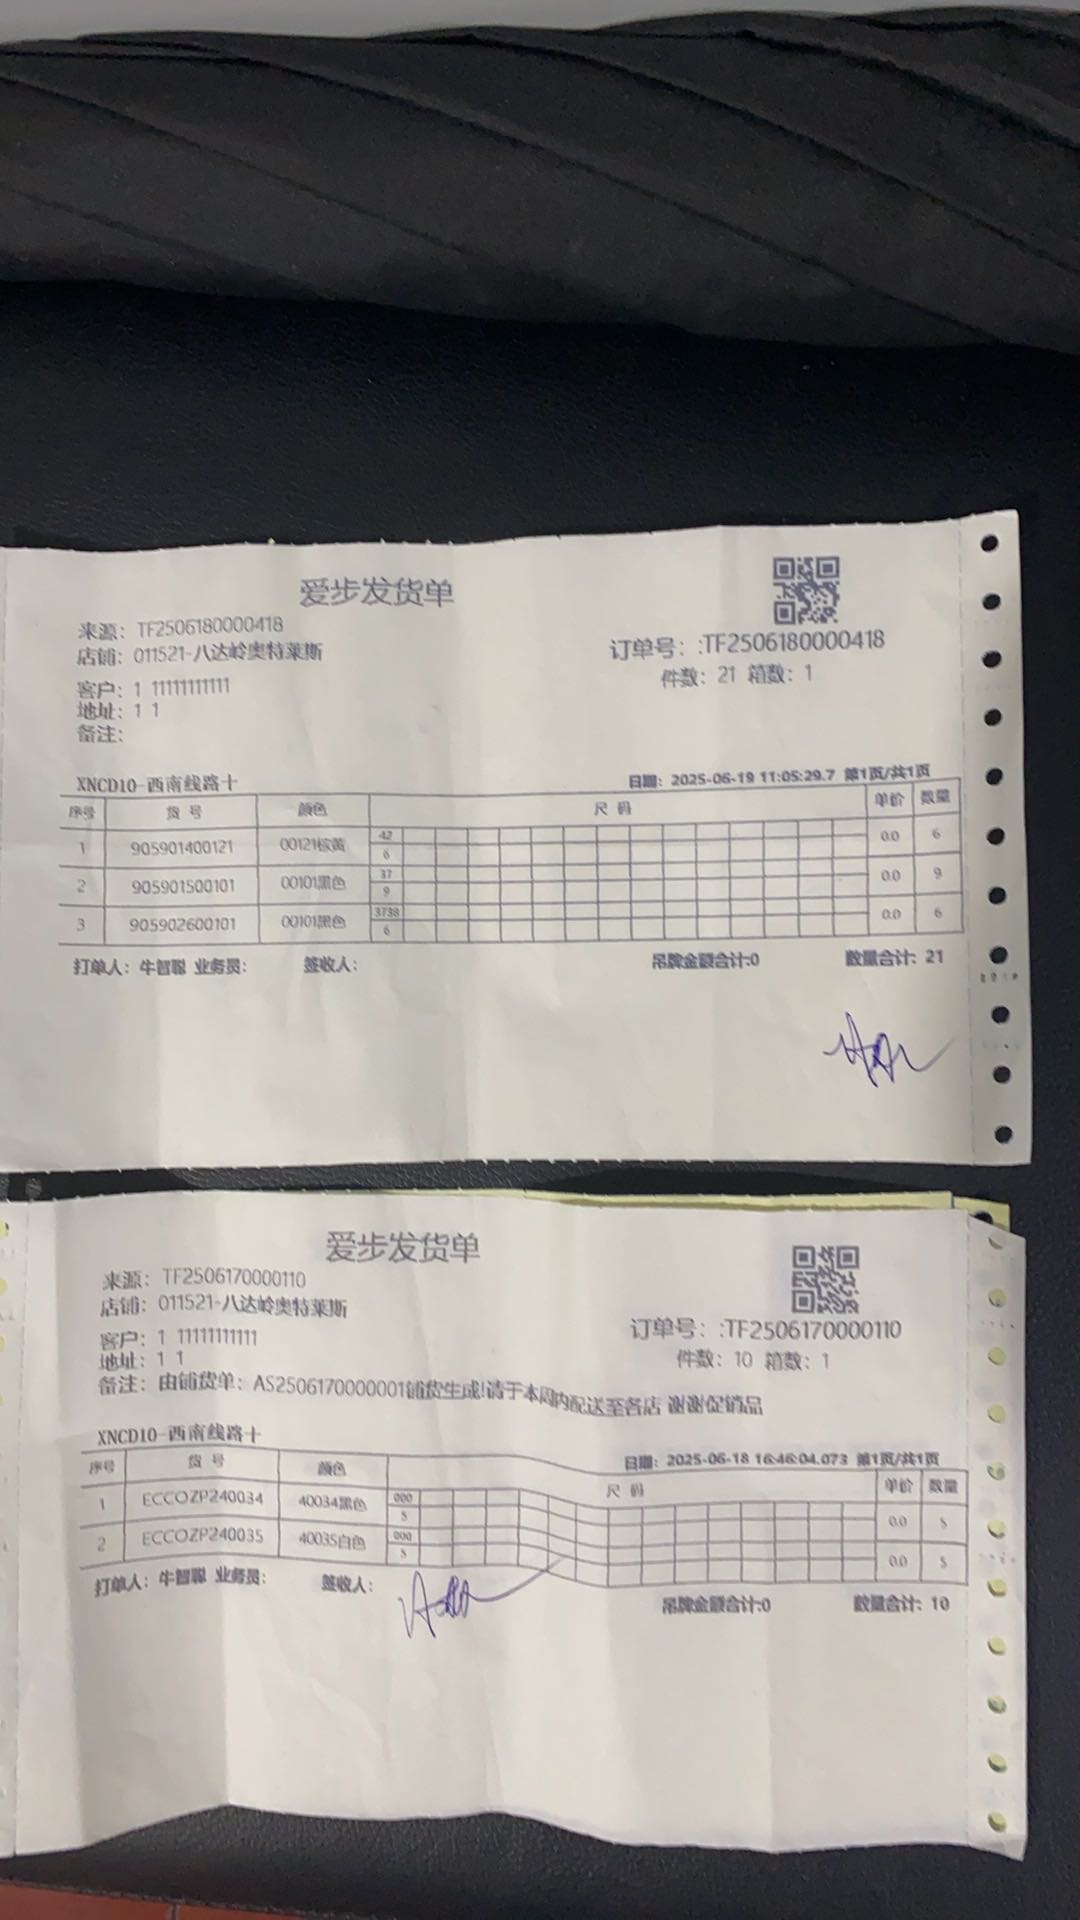 爱步发货单
来源：TF2506180000418
店铺：011521-八达岭奥特莱斯
订单号：:TF2506180000418
件数：21 箱数：1
客户：1 11111111111
地址：1 1
备注：
XNCD10-西南线路十
日期：2025-06-19 11:05:29.7 第1页/共1页
序号 货 号 颜色 尺 码 单价 数量
1 905901400121 00121棕黄 42 0.0 6
6
2 905901500101 00101黑色 37 0.0 9
9
3 905902600101 00101黑色 3738 0.0 6
6
打单人：牛智聪 业务员： 签收人： 吊牌金额合计:0 数量合计：21
爱步发货单
来源：TF2506170000110
店铺：011521-八达岭奥特莱斯
订单号：:TF2506170000110
件数：10 箱数：1
客户：1 11111111111
地址：1 1
备注：由铺货单：AS2506170000001铺货生成!请于本周内配送至各店 谢谢促销品
XNCD10-西南线路十
日期：2025-06-18 16:46:04.073 第1页/共1页
序号 货 号 颜色 尺 码 单价 数量
1 ECCOZP240034 40034黑色 000 0.0 5
5
2 ECCOZP240035 40035白色 000 0.0 5
5
打单人：牛智聪 业务员： 签收人： 吊牌金额合计:0 数量合计：10